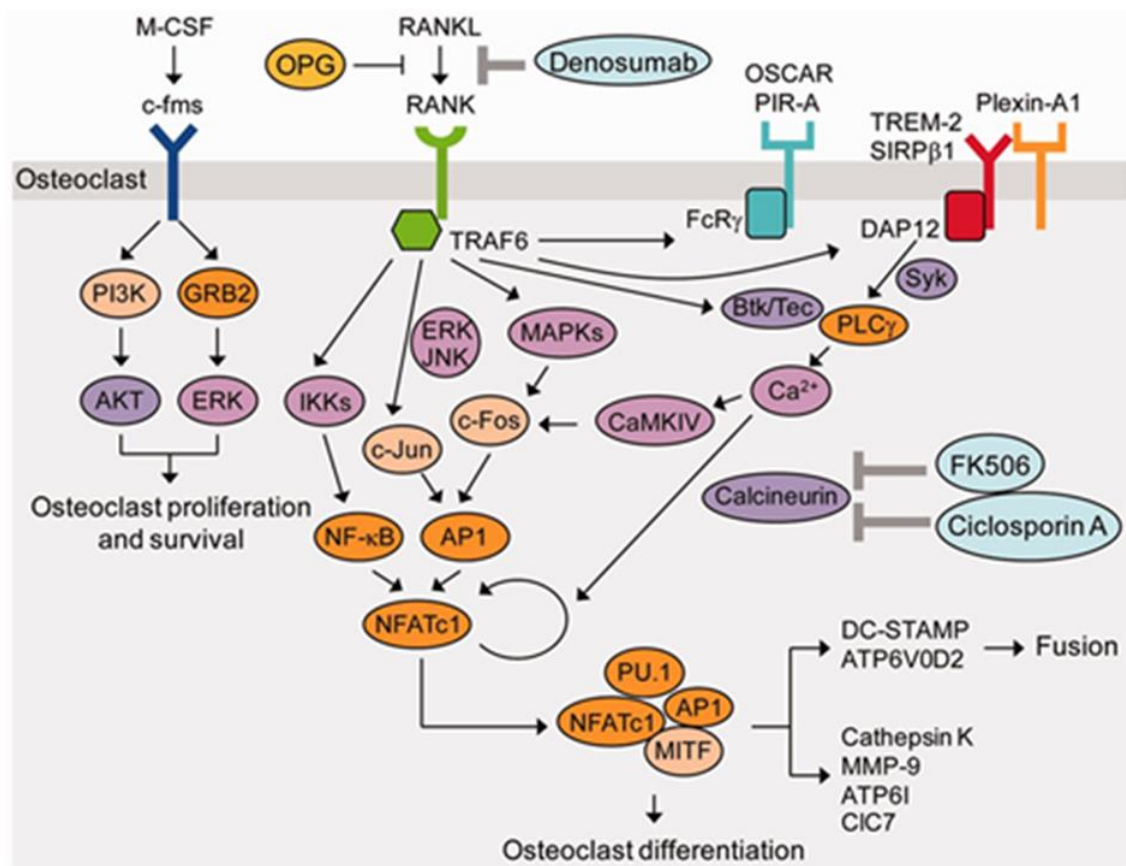 M-CSF
c-fms
OPG
RANKL
RANK
Denosumab
OSCAR
PIR-A
TREM-2
SIRPβ1
Plexin-A1
Osteoclast
TRAF6
FcRγ
DAP12
Syk
PI3K
GRB2
ERK
JNK
MAPKs
Btk/Tec
PLCγ
AKT
ERK
IKKs
c-Jun
c-Fos
CaMKIV
Ca²⁺
Osteoclast proliferation
and survival
NF-κB
AP1
Calcineurin
FK506
Ciclosporin A
NFATc1
PU.1
NFATc1
AP1
MITF
DC-STAMP
ATP6V0D2
Fusion
Cathepsin K
MMP-9
ATP6I
ClC7
Osteoclast differentiation